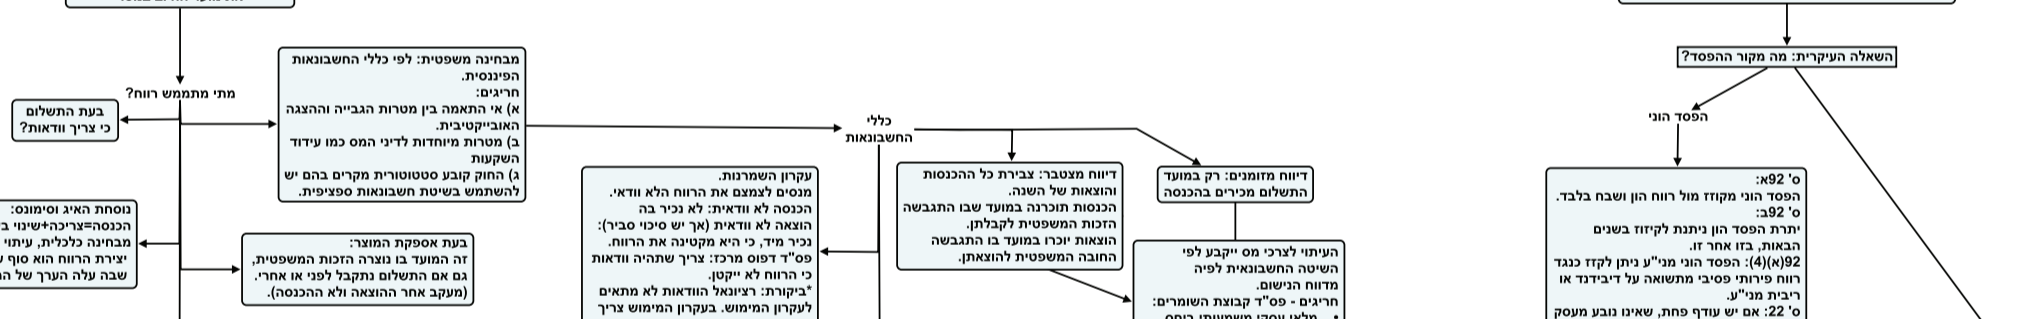 השאלה העיקרית: מה מקור ההפסד?
הפסד הוני
ס' 92א:
הפסד הוני מקוזז מול רווח הון ושבח בלבד.
ס' 92ב:
יתרת הפסד הון ניתנת לקיזוז בשנים
הבאות, בזו אחר זו.
92(א)(4): הפסד הוני מני"ע ניתן לקזז כנגד
רווח פירותי פסיבי מתשואה על דיבידנד או
ריבית מני"ע.
ס' 22: אם יש עודף פחת, שאינו נובע מעסק
כללי
החשבונאות
דיווח מזומנים: רק במועד
התשלום מכירים בהכנסה
העיתוי לצרכי מס ייקבע לפי
השיטה החשבונאית לפיה
מדווח הנישום.
חריגים - פס"ד קבוצת השומרים:
דיווח מצטבר: צבירת כל ההכנסות
והוצאות של השנה.
הכנסות תוכרנה במועד שבו התגבשה
הזכות המשפטית לקבלתן.
הוצאות יוכרו במועד בו התגבשה
החובה המשפטית להוצאתן.
עקרון השמרנות.
מנסים לצמצם את הרווח הלא וודאי.
הכנסה לא וודאית: לא נכיר בה
הוצאה לא וודאית (אך יש סיכוי סביר):
נכיר מיד, כי היא מקטינה את הרווח.
פס"ד דפוס מרכז: צריך שתהיה וודאות
כי הרווח לא ייקטן.
*ביקורת: רציונאל הוודאות לא מתאים
לעקרון המימוש. בעקרון המימוש צריך
מבחינה משפטית: לפי כללי החשבונאות
הפיננסית.
חריגים:
א) אי התאמה בין מטרות הגבייה וההצגה
האובייקטיבית.
ב) מטרות מיוחדות לדיני המס כמו עידוד
השקעות
ג) החוק קובע סטטוטורית מקרים בהם יש
להשתמש בשיטת חשבונאות ספציפית.
מתי מתממש רווח?
בעת התשלום
כי צריך וודאות?
בעת אספקת המוצר:
זה המועד בו נוצרה הזכות המשפטית,
גם אם התשלום נתקבל לפני או אחרי.
(מעקב אחר ההוצאה ולא ההכנסה).
נוסחת האיג וסימונס:
הכנסה=צריכה+שינוי
מבחינה כלכלית, עיתוי
יצירת הרווח הוא סוף
שבה עלה הערך של